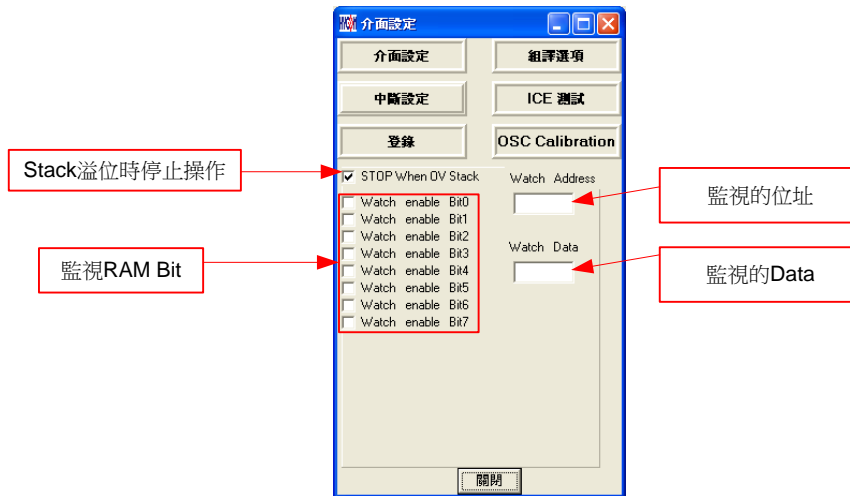 介面設定
介面設定
組譯選項
中斷設定
ICE 測試
登錄
OSC Calibration
Stack溢位時停止操作
STOP When OV Stack
Watch Address
監視的位址
Watch enable Bit0
Watch enable Bit1
Watch enable Bit2
Watch enable Bit3
Watch enable Bit4
Watch enable Bit5
Watch enable Bit6
Watch enable Bit7
監視RAM Bit
Watch Data
監視的Data
關閉